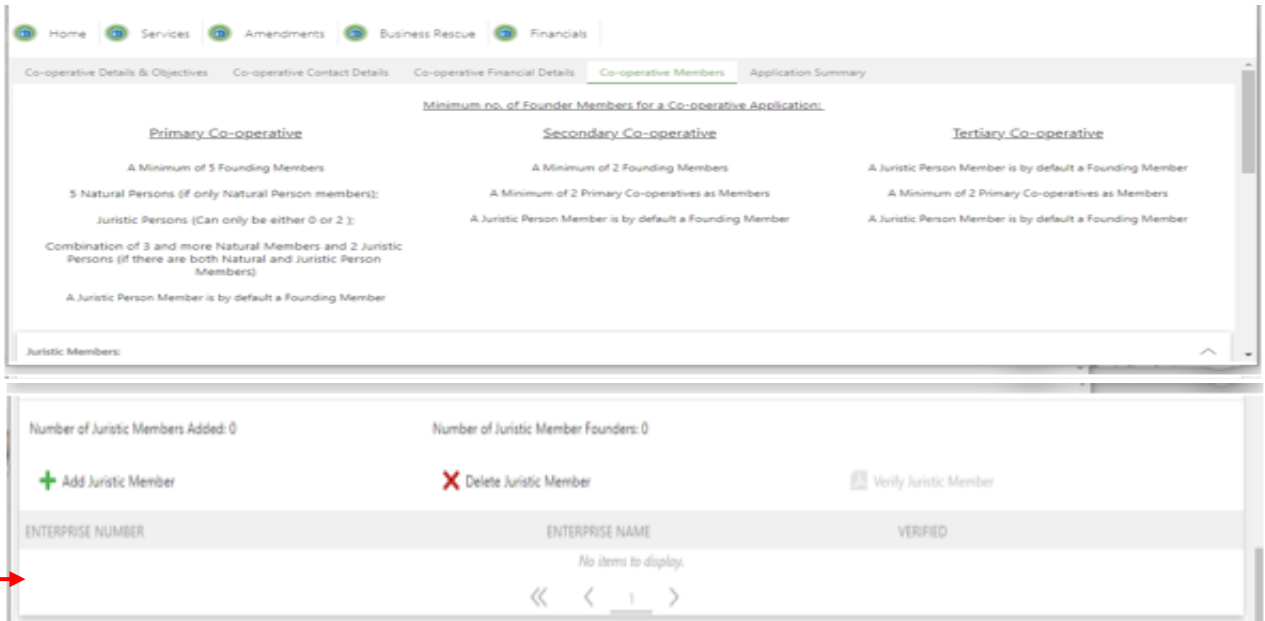 Home Services Amendments Business Rescue Financials
Co-operative Details & Objectives Co-operative Contact Details Co-operative Financial Details Co-operative Members Application Summary
Minimum no. of Founder Members for a Co-operative Application:
Primary Co-operative
A Minimum of 5 Founding Members
5 Natural Persons (if only Natural Person members);
Juristic Persons (Can only be either 0 or 2 );
Combination of 3 and more Natural Members and 2 Juristic
Persons (if there are both Natural and Juristic Person
Members)
A Juristic Person Member is by default a Founding Member
Secondary Co-operative
A Minimum of 2 Founding Members
A Minimum of 2 Primary Co-operatives as Members
A Juristic Person Member is by default a Founding Member
Tertiary Co-operative
A Juristic Person Member is by default a Founding Member
A Minimum of 2 Primary Co-operatives as Members
A Juristic Person Member is by default a Founding Member
Juristic Members:
Number of Juristic Members Added: 0 Number of Juristic Member Founders: 0
Add Juristic Member Delete Juristic Member Verify Juristic Member
ENTERPRISE NUMBER ENTERPRISE NAME VERIFIED
No items to display.
1